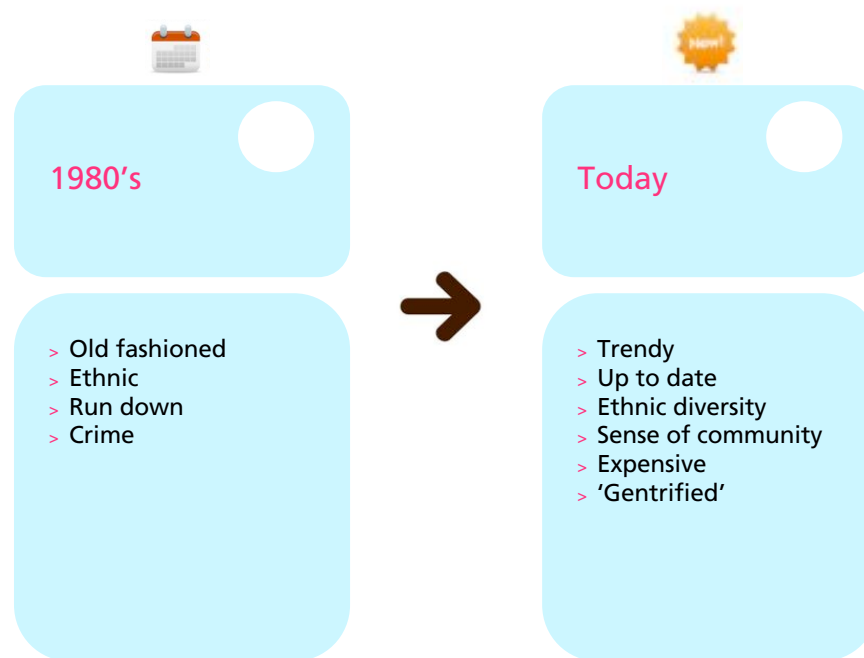 New!
1980’s
Today
> Old fashioned
> Ethnic
> Run down
> Crime
> Trendy
> Up to date
> Ethnic diversity
> Sense of community
> Expensive
> ‘Gentrified’